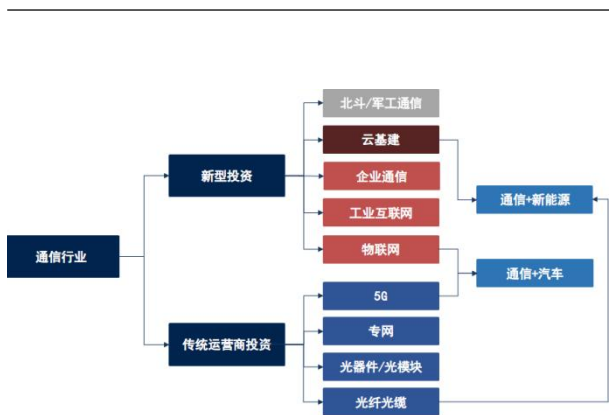 北斗/军工通信
云基建
新型投资
企业通信
通信+新能源
工业互联网
通信行业
物联网
通信+汽车
5G
传统运营商投资
专网
光器件/光模块
光纤光缆